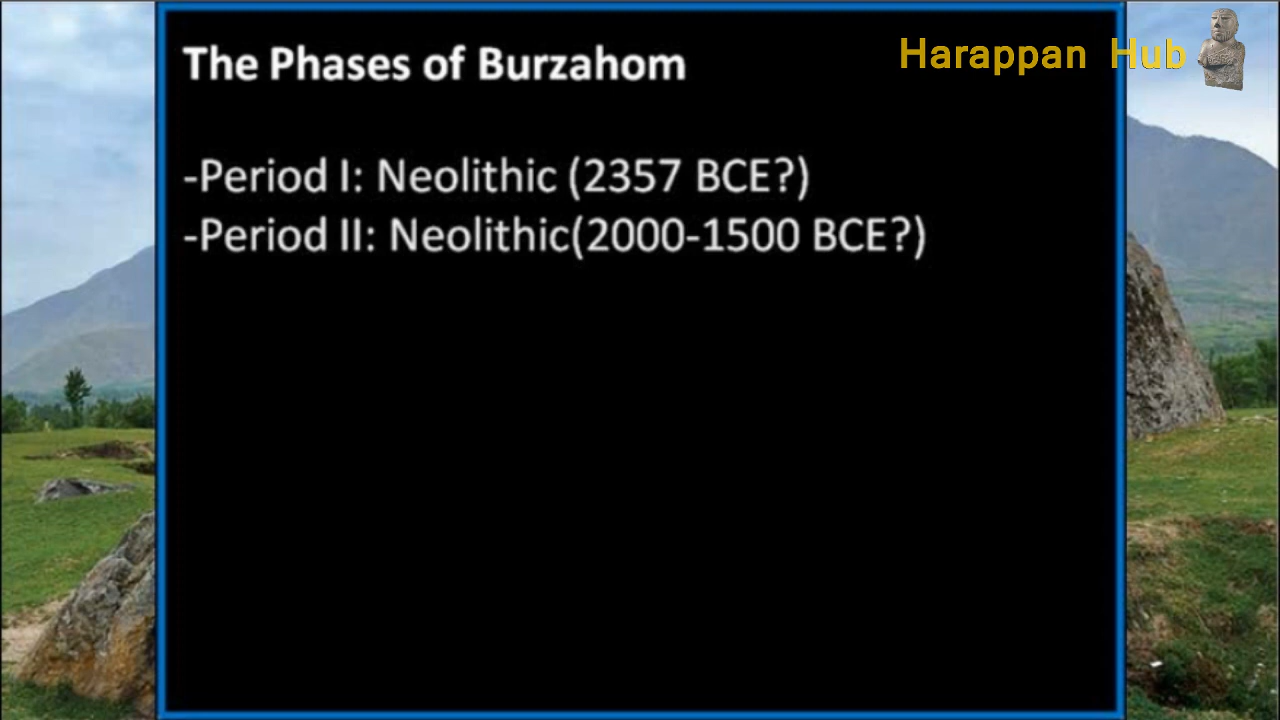 The Phases of Burzahom
Harappan Hub
-Period I: Neolithic (2357 BCE?)
-Period II: Neolithic(2000-1500 BCE?)